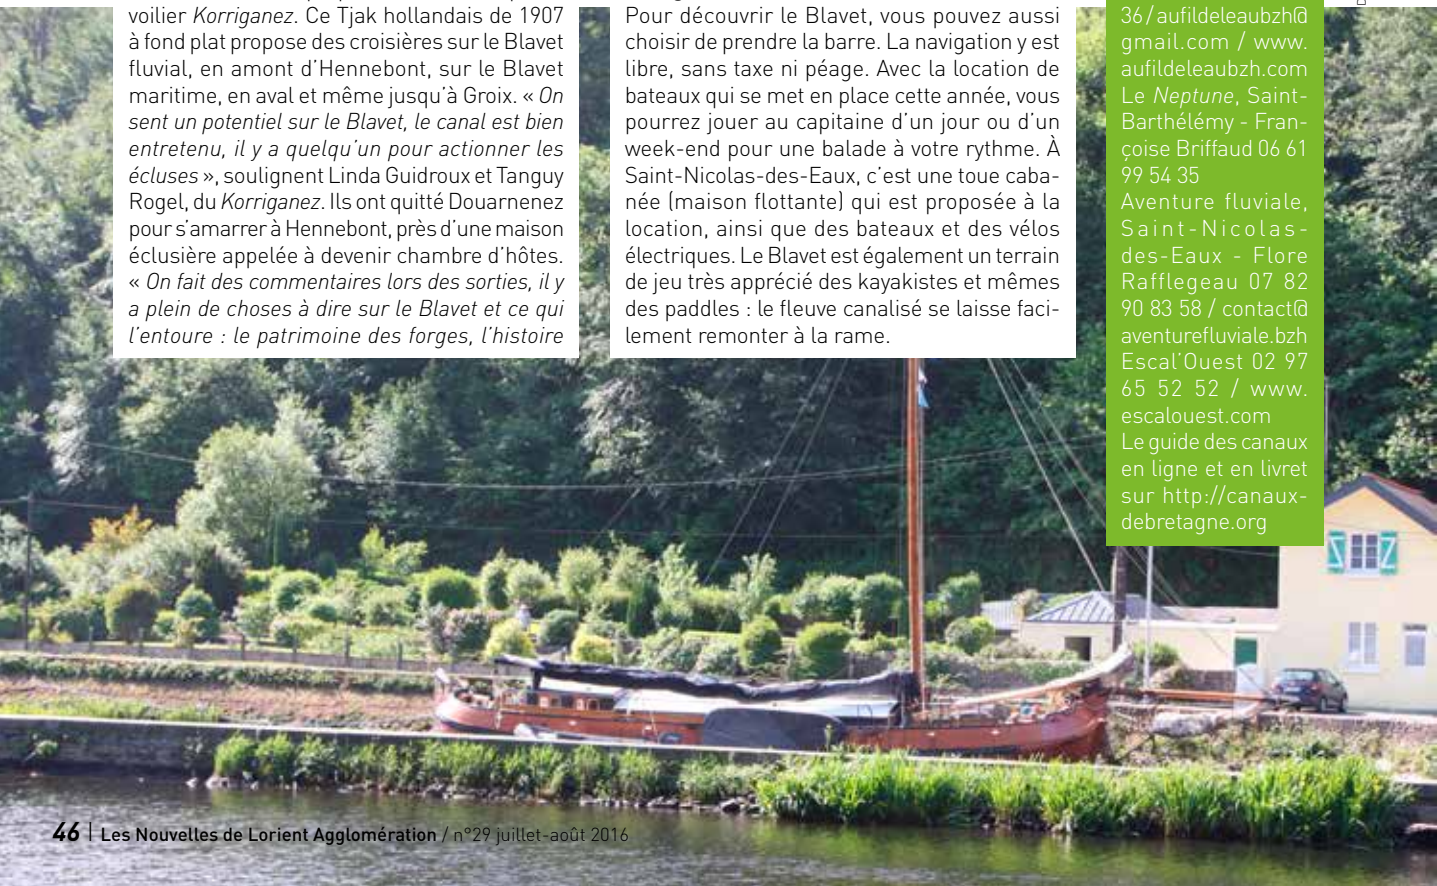 voilier Korriganez. Ce Tjak hollandais de 1907
à fond plat propose des croisières sur le Blavet
fluvial, en amont d’Hennebont, sur le Blavet
maritime, en aval et même jusqu’à Groix. « On
sent un potentiel sur le Blavet, le canal est bien
entretenu, il y a quelqu’un pour actionner les
écluses », soulignent Linda Guidroux et Tanguy
Rogel, du Korriganez. Ils ont quitté Douarnenez
pour s’amarrer à Hennebont, près d’une maison
éclusière appelée à devenir chambre d’hôtes.
« On fait des commentaires lors des sorties, il y
a plein de choses à dire sur le Blavet et ce qui
l’entoure : le patrimoine des forges, l’histoire
Pour découvrir le Blavet, vous pouvez aussi
choisir de prendre la barre. La navigation y est
libre, sans taxe ni péage. Avec la location de
bateaux qui se met en place cette année, vous
pourrez jouer au capitaine d’un jour ou d’un
week-end pour une balade à votre rythme. À
Saint-Nicolas-des-Eaux, c’est une toue caba-
née (maison flottante) qui est proposée à la
location, ainsi que des bateaux et des vélos
électriques. Le Blavet est également un terrain
de jeu très apprécié des kayakistes et mêmes
des paddles : le fleuve canalisé se laisse faci-
lement remonter à la rame.
36 / aufildeleaubzh@
gmail.com / www.
aufildeleaubzh.com
Le Neptune, Saint-
Barthélémy - Fran-
çoise Briffaud 06 61
99 54 35
Aventure fluviale,
Saint-Nicolas-
des-Eaux - Flore
Rafflegeau 07 82
90 83 58 / contact@
aventurefluviale.bzh
Escal’Ouest 02 97
65 52 52 / www.
escalouest.com
Le guide des canaux
en ligne et en livret
sur http://canaux-
debretagne.org
46 | Les Nouvelles de Lorient Agglomération / n°29 juillet-août 2016